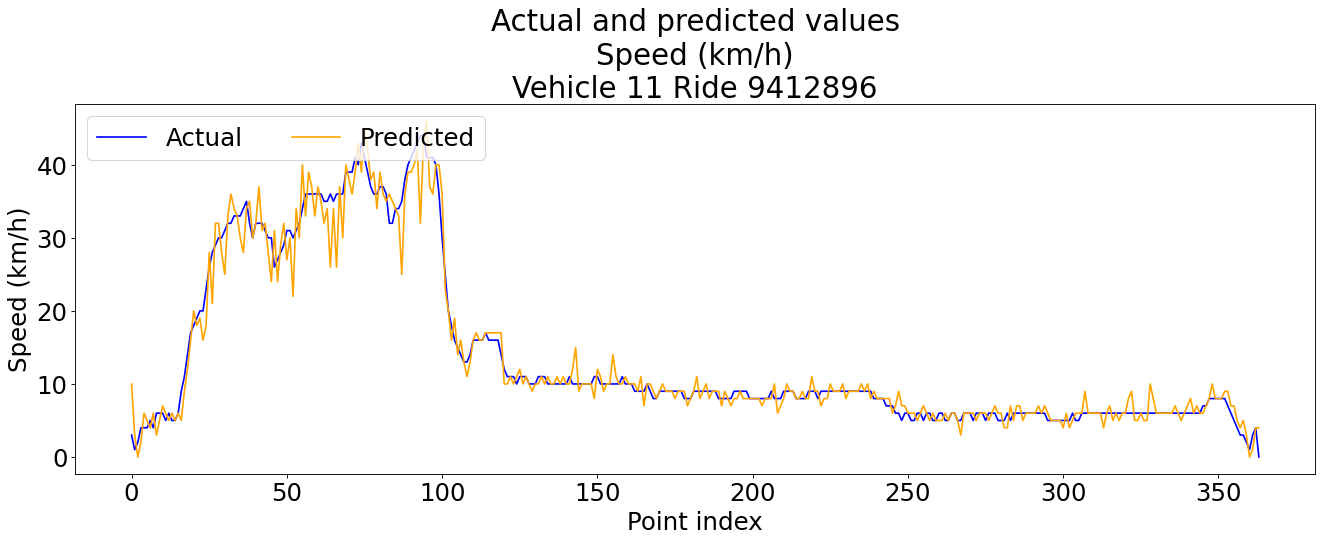 Actual and predicted values
Speed (km/h)
Vehicle 11 Ride 9412896
Actual Predicted
Speed (km/h)
40
30
20
10
0
0 50 100 150 200 250 300 350
Point index